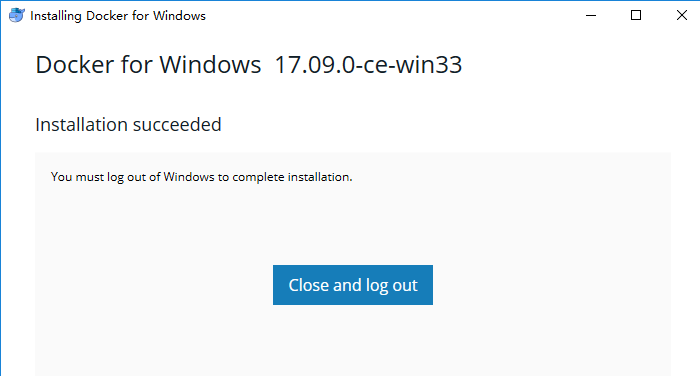 Installing Docker for Windows
Docker for Windows 17.09.0-ce-win33
Installation succeeded
You must log out of Windows to complete installation.
Close and log out